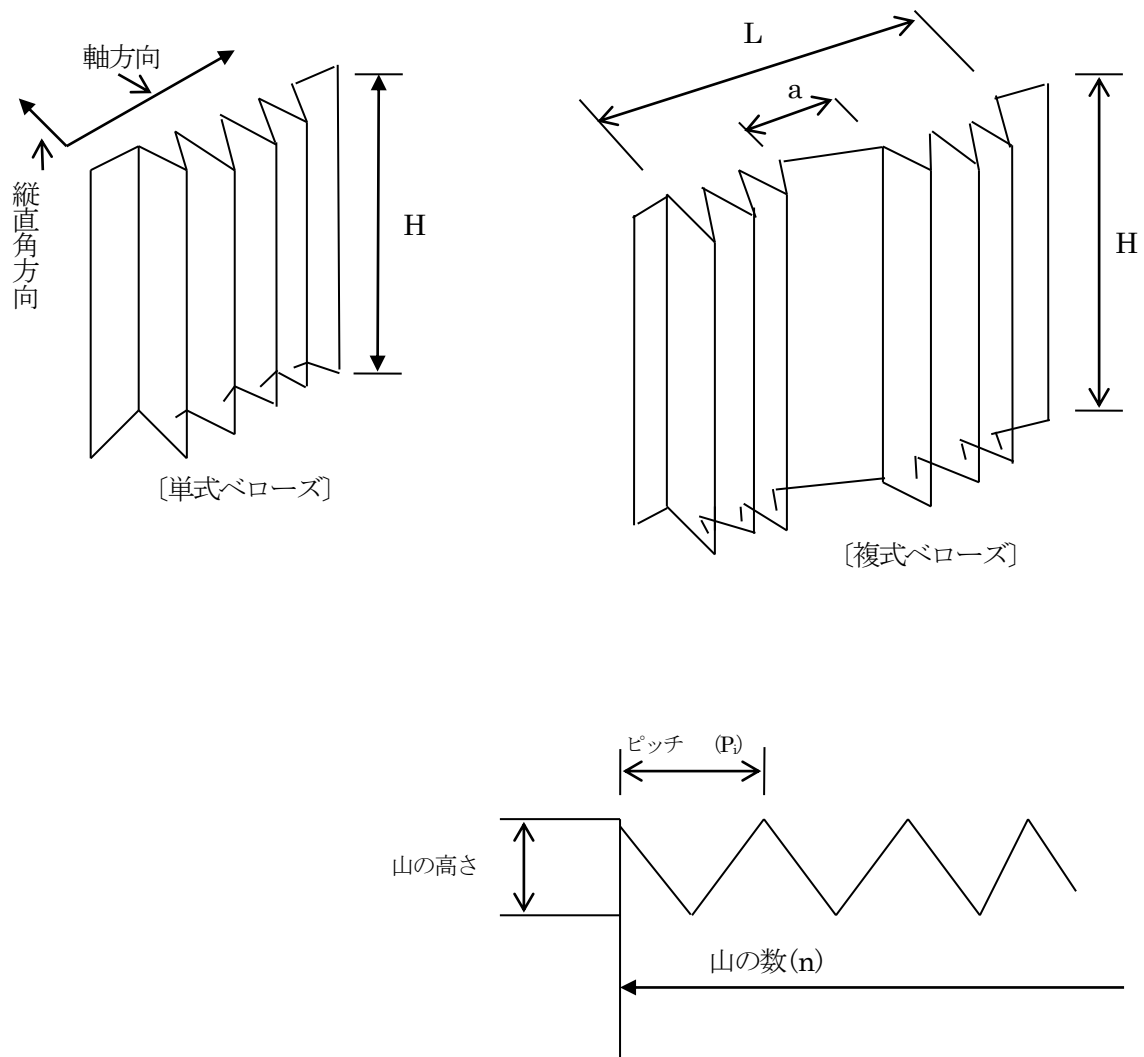 軸方向
縦直角方向
H
〔単式ベローズ〕
L
a
H
〔複式ベローズ〕
ピッチ (Pi)
山の高さ
山の数(n)